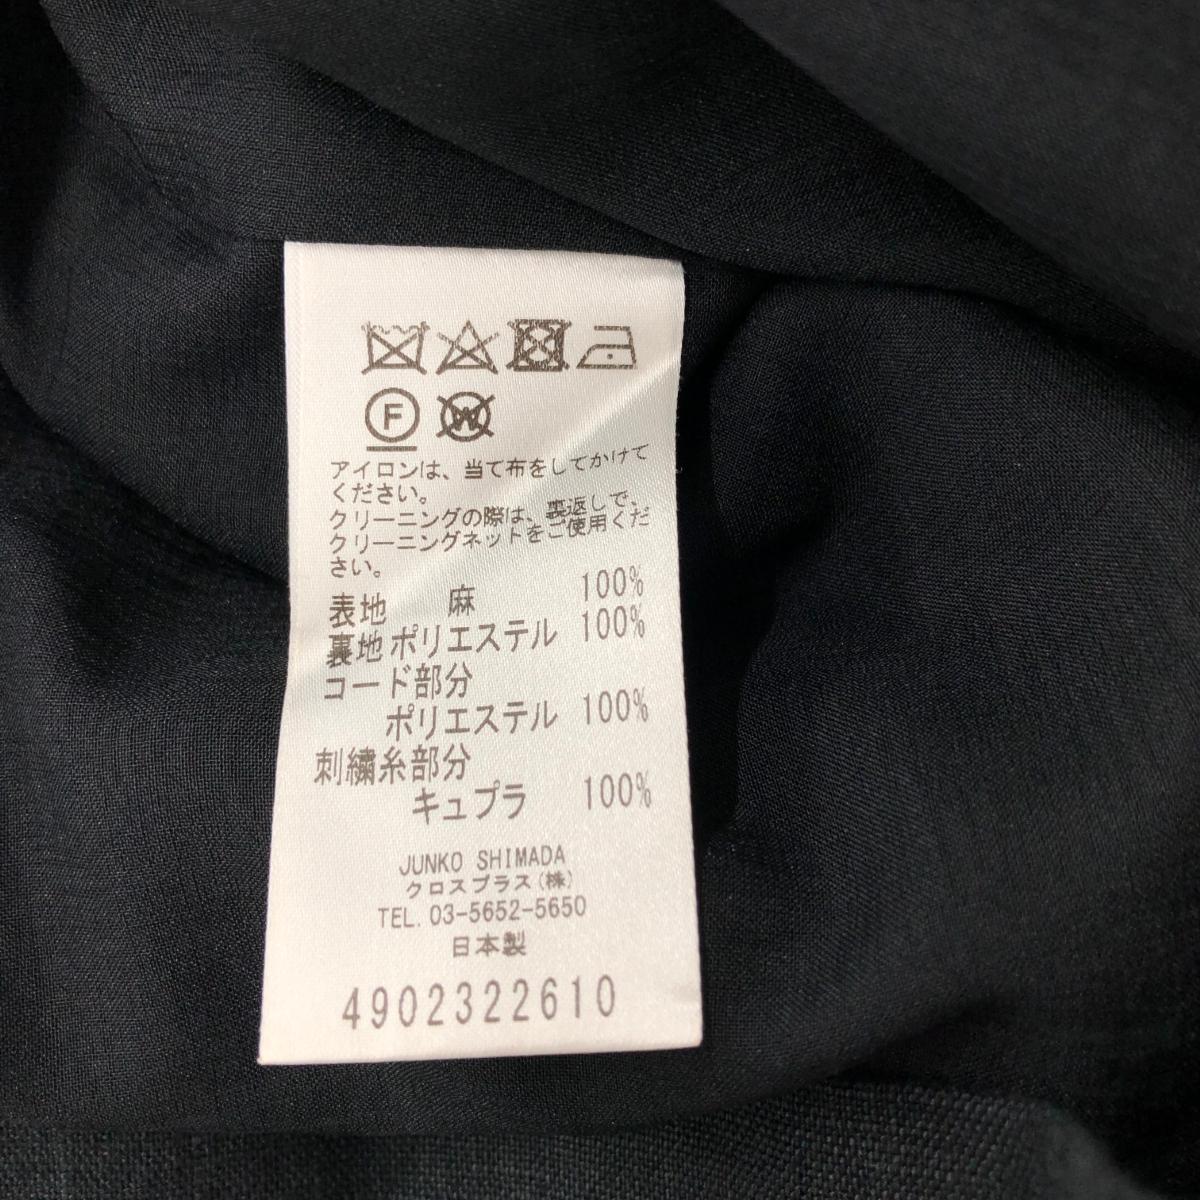 F W
アイロンは、当て布をしてかけて
ください。
クリーニングの際は、裏返しで、
クリーニングネットをご使用くだ
さい。
表地 麻 100%
裏地 ポリエステル 100%
コード部分
ポリエステル 100%
刺繍糸部分
キュプラ 100%
JUNKO SHIMADA
クロスプラス(株)
TEL. 03-5652-5650
日本製
4902322610